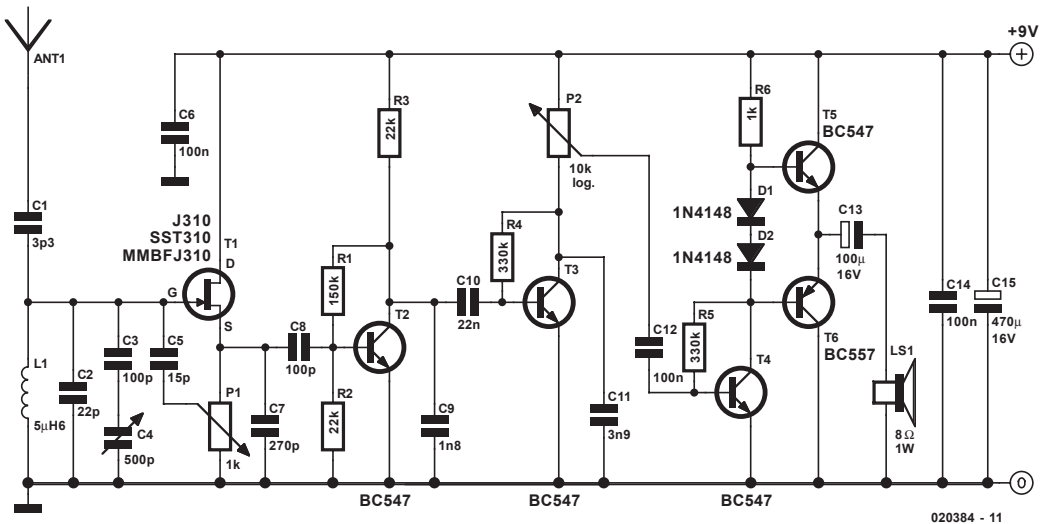 +9V
ANT1
C6
100n
R3
22k
P2
10k
log.
R6
1k
T5
BC547
C1
3p3
J310
SST310
MMBFJ310
T1
D
G
S
R1
150k
R4
330k
D1
1N4148
D2
1N4148
C13
100µ
16V
T2
C10
22n
T3
C12
100n
R5
330k
T6
BC557
C14
100n
C15
470µ
16V
L1
5µH6
C2
22p
C3
100p
C4
500p
C5
15p
P1
1k
C8
100p
C7
270p
R2
22k
C9
1n8
C11
3n9
T4
LS1
8Ω
1W
0
BC547
BC547
BC547
020384 - 11